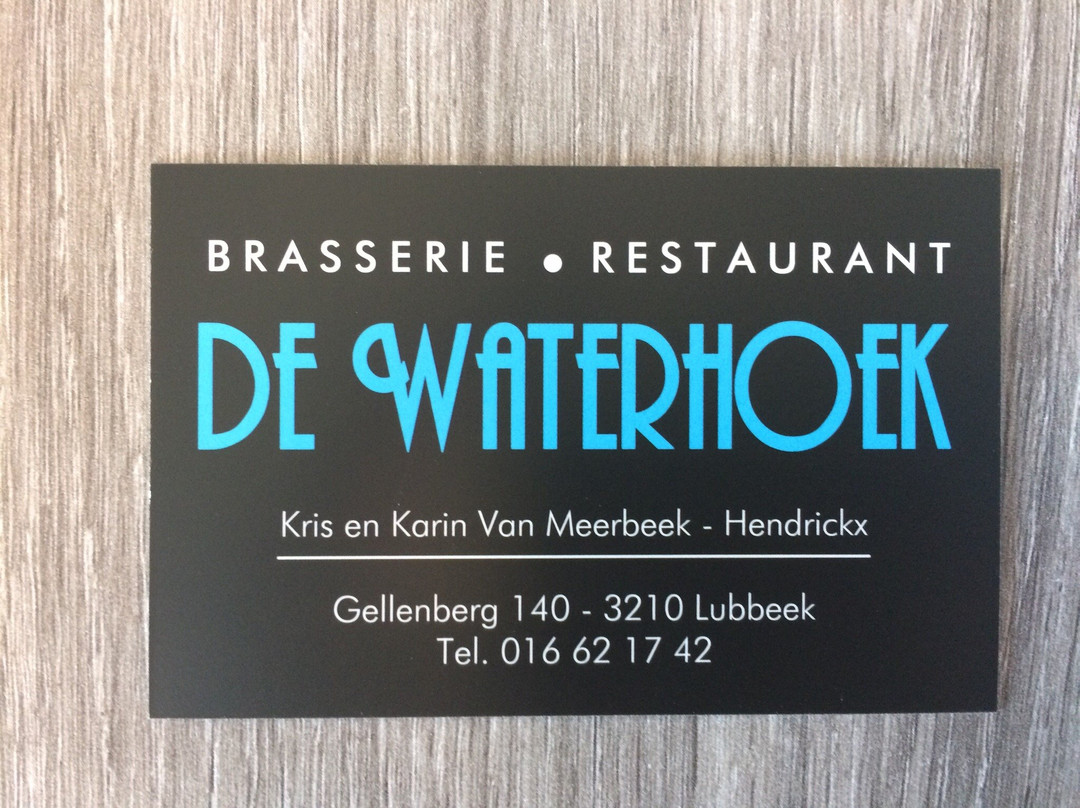 BRASSERIE • RESTAURANT
DE WATERHOEK
Kris en Karin Van Meerbeek - Hendrickx
Gellenberg 140 - 3210 Lubbeek
Tel. 016 62 17 42